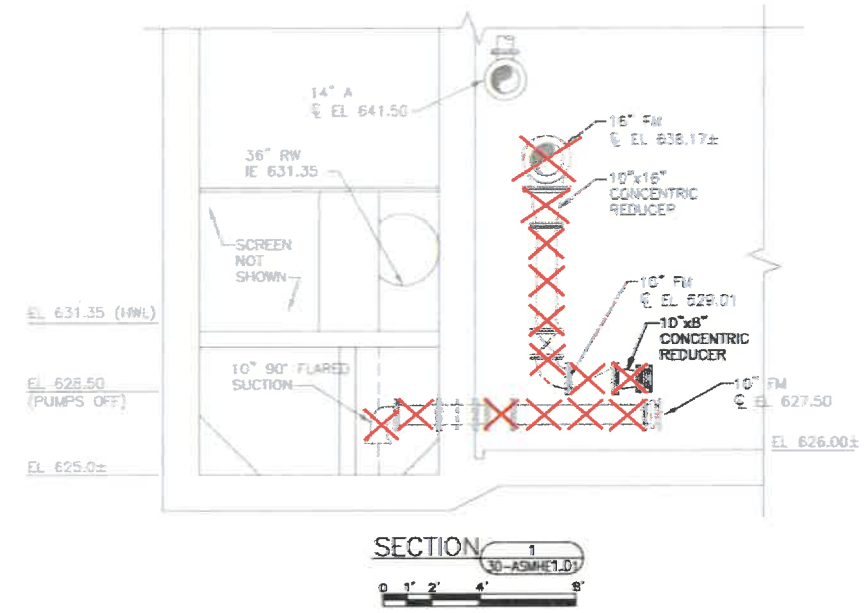 14" A
℄ EL 641.50
16" FM
℄ EL 638.17±
36" RW
IE 631.35
10"x16"
CONCENTRIC
REDUCER
SCREEN
NOT
SHOWN
10" FM
℄ EL 629.01
EL 631.35 (HWL)
10"x8"
CONCENTRIC
REDUCER
10" 90° FLARED
SUCTION
EL 628.50
(PUMPS OFF)
10" FM
℄ EL 627.50
EL 626.00±
EL 625.0±
SECTION
1
30-ASMHE1.01
0 1' 2' 4' 8'